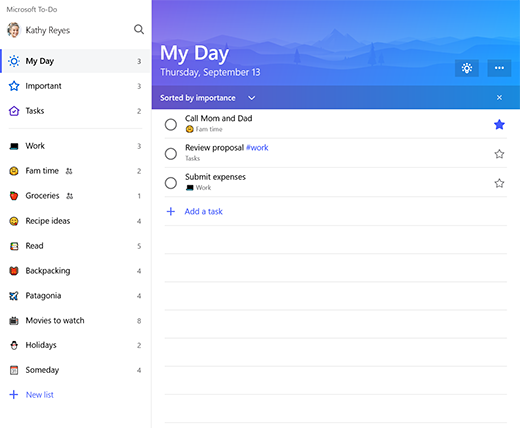 Microsoft To-Do
Kathy Reyes
My Day 3
Important 3
Tasks 2
Work 3
Fam time 2
Groceries 1
Recipe ideas 4
Read 5
Backpacking 4
Patagonia 4
Movies to watch 8
Holidays 2
Someday 4
New list
My Day
Thursday, September 13
Sorted by importance
Call Mom and Dad
Fam time
Review proposal #work
Tasks
Submit expenses
Work
Add a task